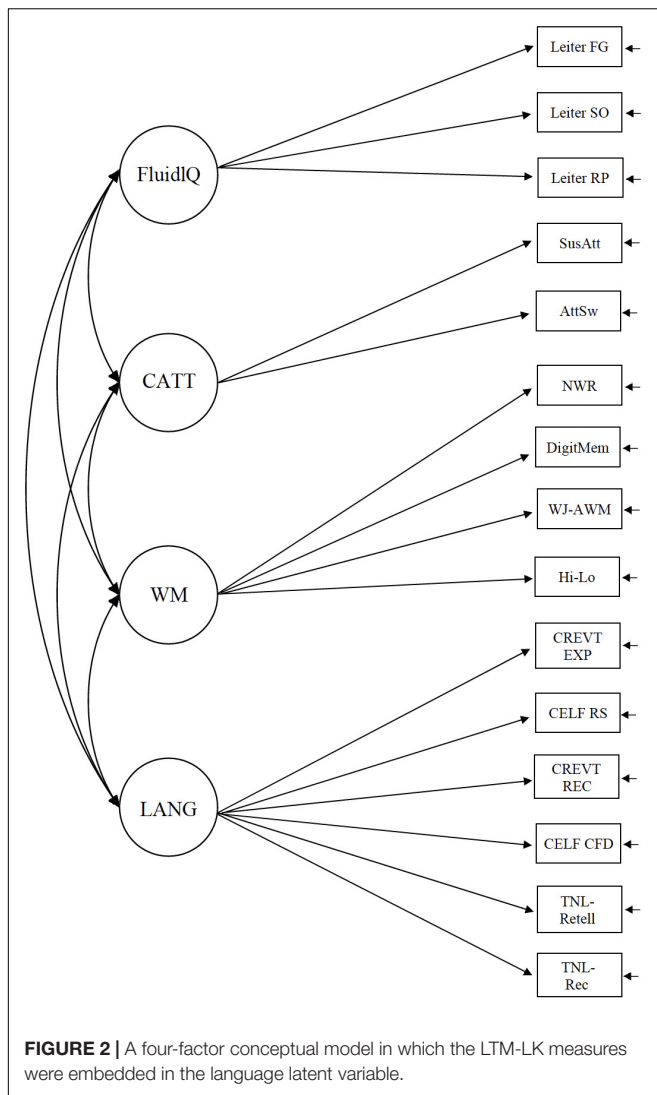 Leiter FG
Leiter SO
FluidIQ
Leiter RP
SusAtt
AttSw
CATT
NWR
DigitMem
WJ-AWM
Hi-Lo
WM
CREVT
EXP
CELF RS
CREVT
REC
LANG
CELF CFD
TNL-
Retell
TNL-
Rec
FIGURE 2 | A four-factor conceptual model in which the LTM-LK measures
were embedded in the language latent variable.